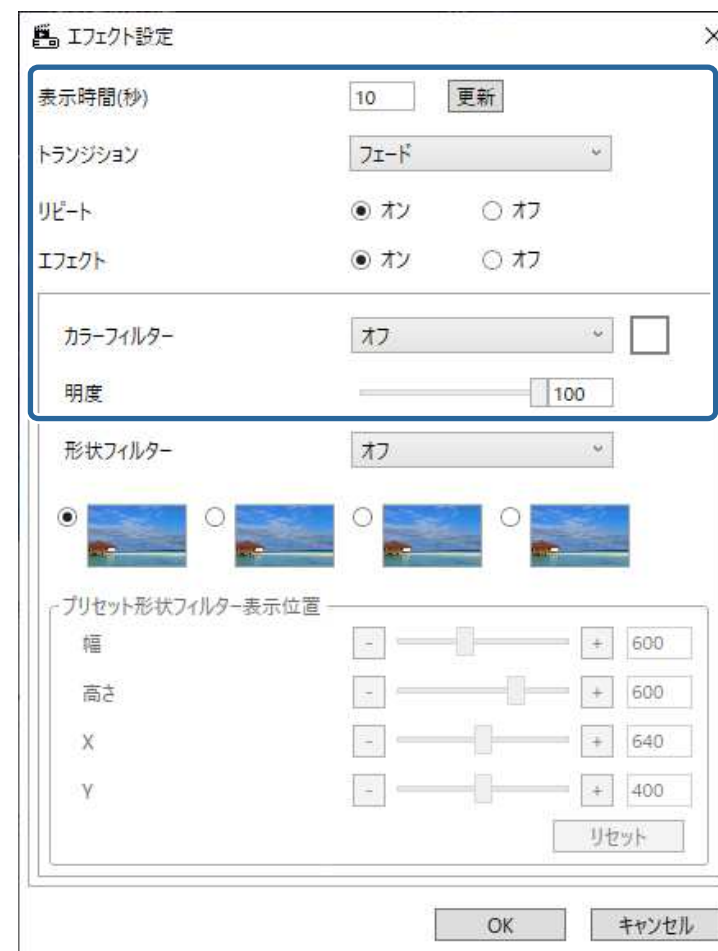 エフェクト設定
表示時間(秒) 10 更新
トランジション フェード
リピート オン オフ
エフェクト オン オフ
カラーフィルター オフ
明度 100
形状フィルター オフ
プリセット形状フィルター表示位置
幅 - + 600
高さ - + 600
X - + 640
Y - + 400
リセット
OK キャンセル